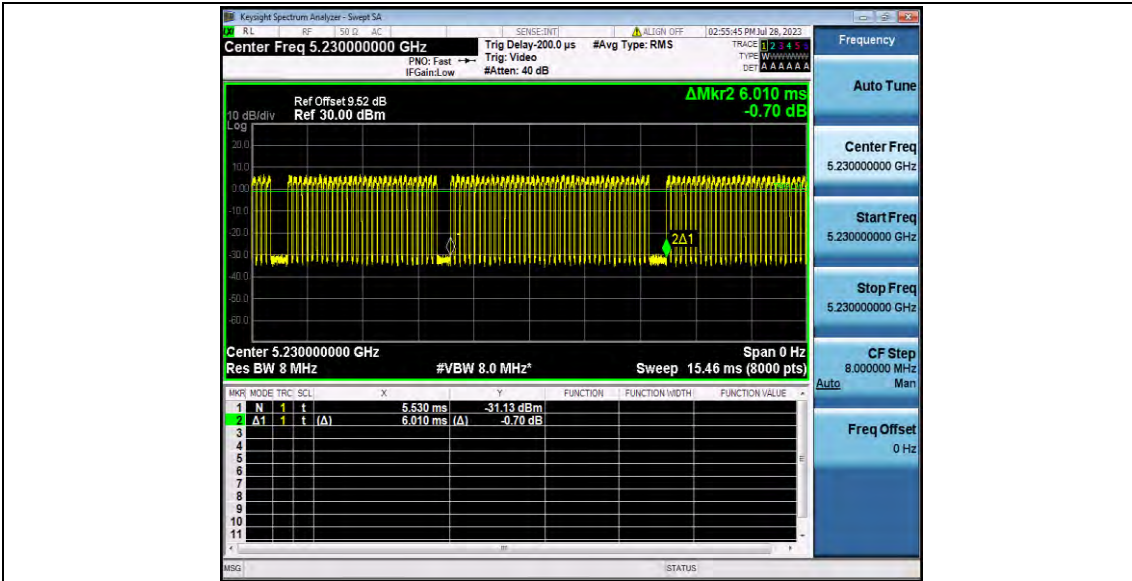 Keysight Spectrum Analyzer - Swept SA
RL RF 50 Ω AC SENSE:INT ALIGN OFF 02:55:45 PM Jul 28, 2023
Center Freq 5.230000000 GHz
PNO: Fast
IFGain:Low
Trig Delay-200.0 µs
Trig: Video
#Atten: 40 dB
#Avg Type: RMS
TRACE 1 2 3 4 5 6
TYPE W
DET A A A A A A
Ref Offset 9.52 dB
10 dB/div Ref 30.00 dBm
Log
ΔMkr2 6.010 ms
-0.70 dB
20.0
10.0
0.00
-10.0
-20.0
-30.0
-40.0
-50.0
-60.0
2Δ1
Center 5.230000000 GHz Span 0 Hz
Res BW 8 MHz #VBW 8.0 MHz* Sweep 15.46 ms (8000 pts)
MKR MODE TRC SCL X Y FUNCTION FUNCTION WIDTH FUNCTION VALUE
1 N 1 t 5.530 ms -31.13 dBm
2 Δ1 1 t (Δ) 6.010 ms (Δ) -0.70 dB
3
4
5
6
7
8
9
10
11
MSG STATUS
Frequency
Auto Tune
Center Freq
5.230000000 GHz
Start Freq
5.230000000 GHz
Stop Freq
5.230000000 GHz
CF Step
8.000000 MHz
Auto Man
Freq Offset
0 Hz